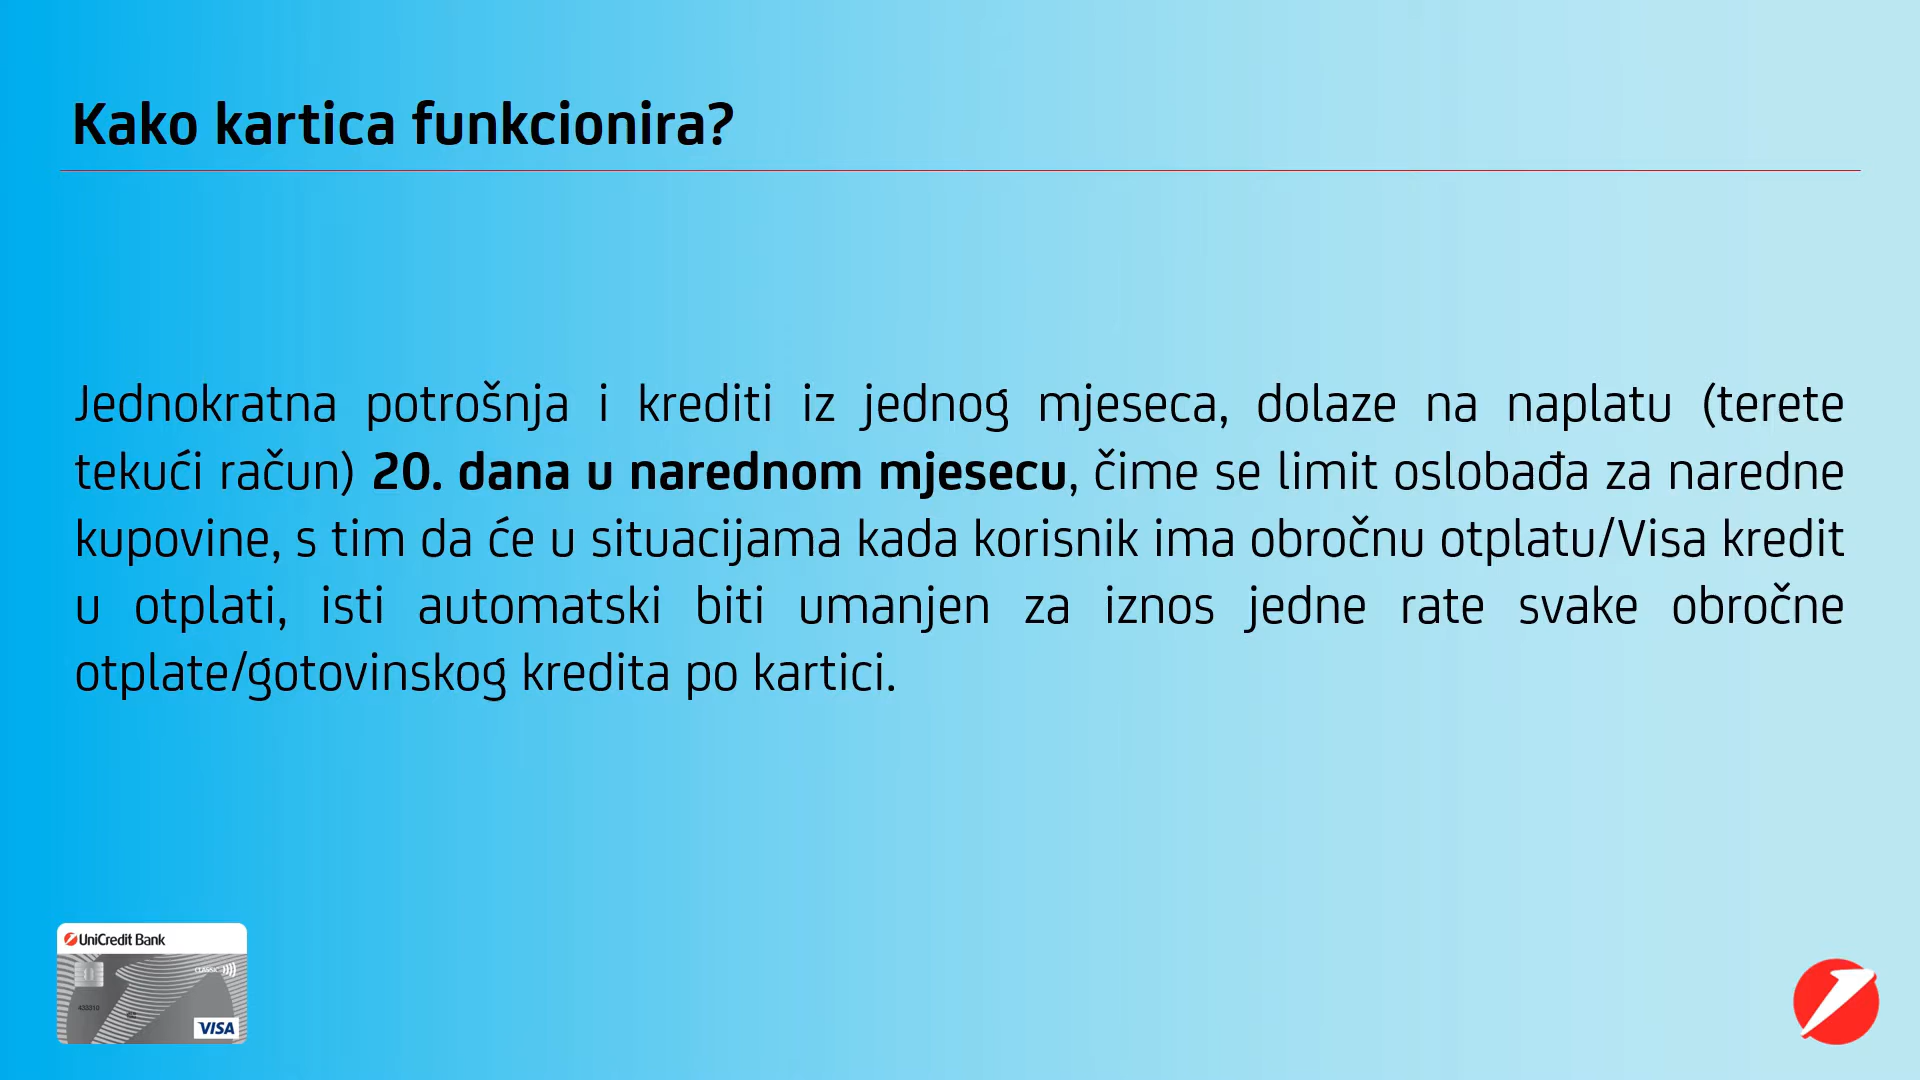 Kako kartica funkcionira?
Jednokratna potrošnja i krediti iz jednog mjeseca, dolaze na naplatu (terete
tekući račun) 20. dana u narednom mjesecu, čime se limit oslobađa za naredne
kupovine, s tim da će u situacijama kada korisnik ima obročnu otplatu/Visa kredit
u otplati, isti automatski biti umanjen za iznos jedne rate svake obročne
otplate/gotovinskog kredita po kartici.
UniCredit Bank
CLASSIC
VISA